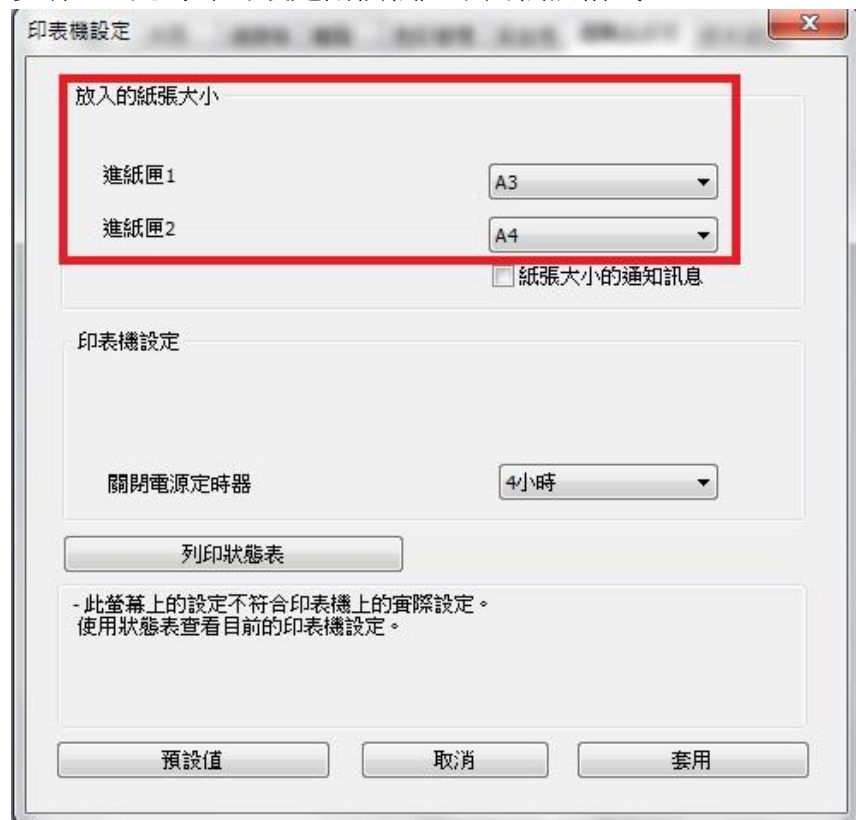 印表機設定
放入的紙張大小
進紙匣1
A3
進紙匣2
A4
紙張大小的通知訊息
印表機設定
關閉電源定時器
4小時
列印狀態表
- 此螢幕上的設定不符合印表機上的實際設定。
使用狀態表查看目前的印表機設定。
預設值
取消
套用